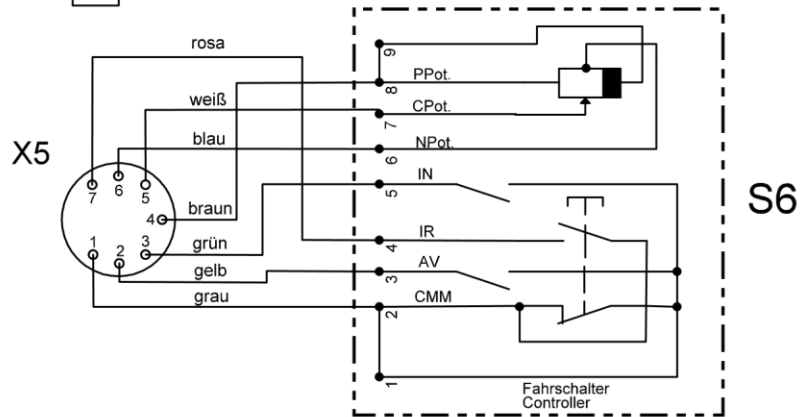 rosa
9
8
PPot.
weiß
7
CPot.
blau
6
NPot.
X5
7
6
5
5
IN
S6
braun
4
grün
4
IR
1
2
3
gelb
3
AV
grau
2
CMM
1
Fahrschalter
Controller